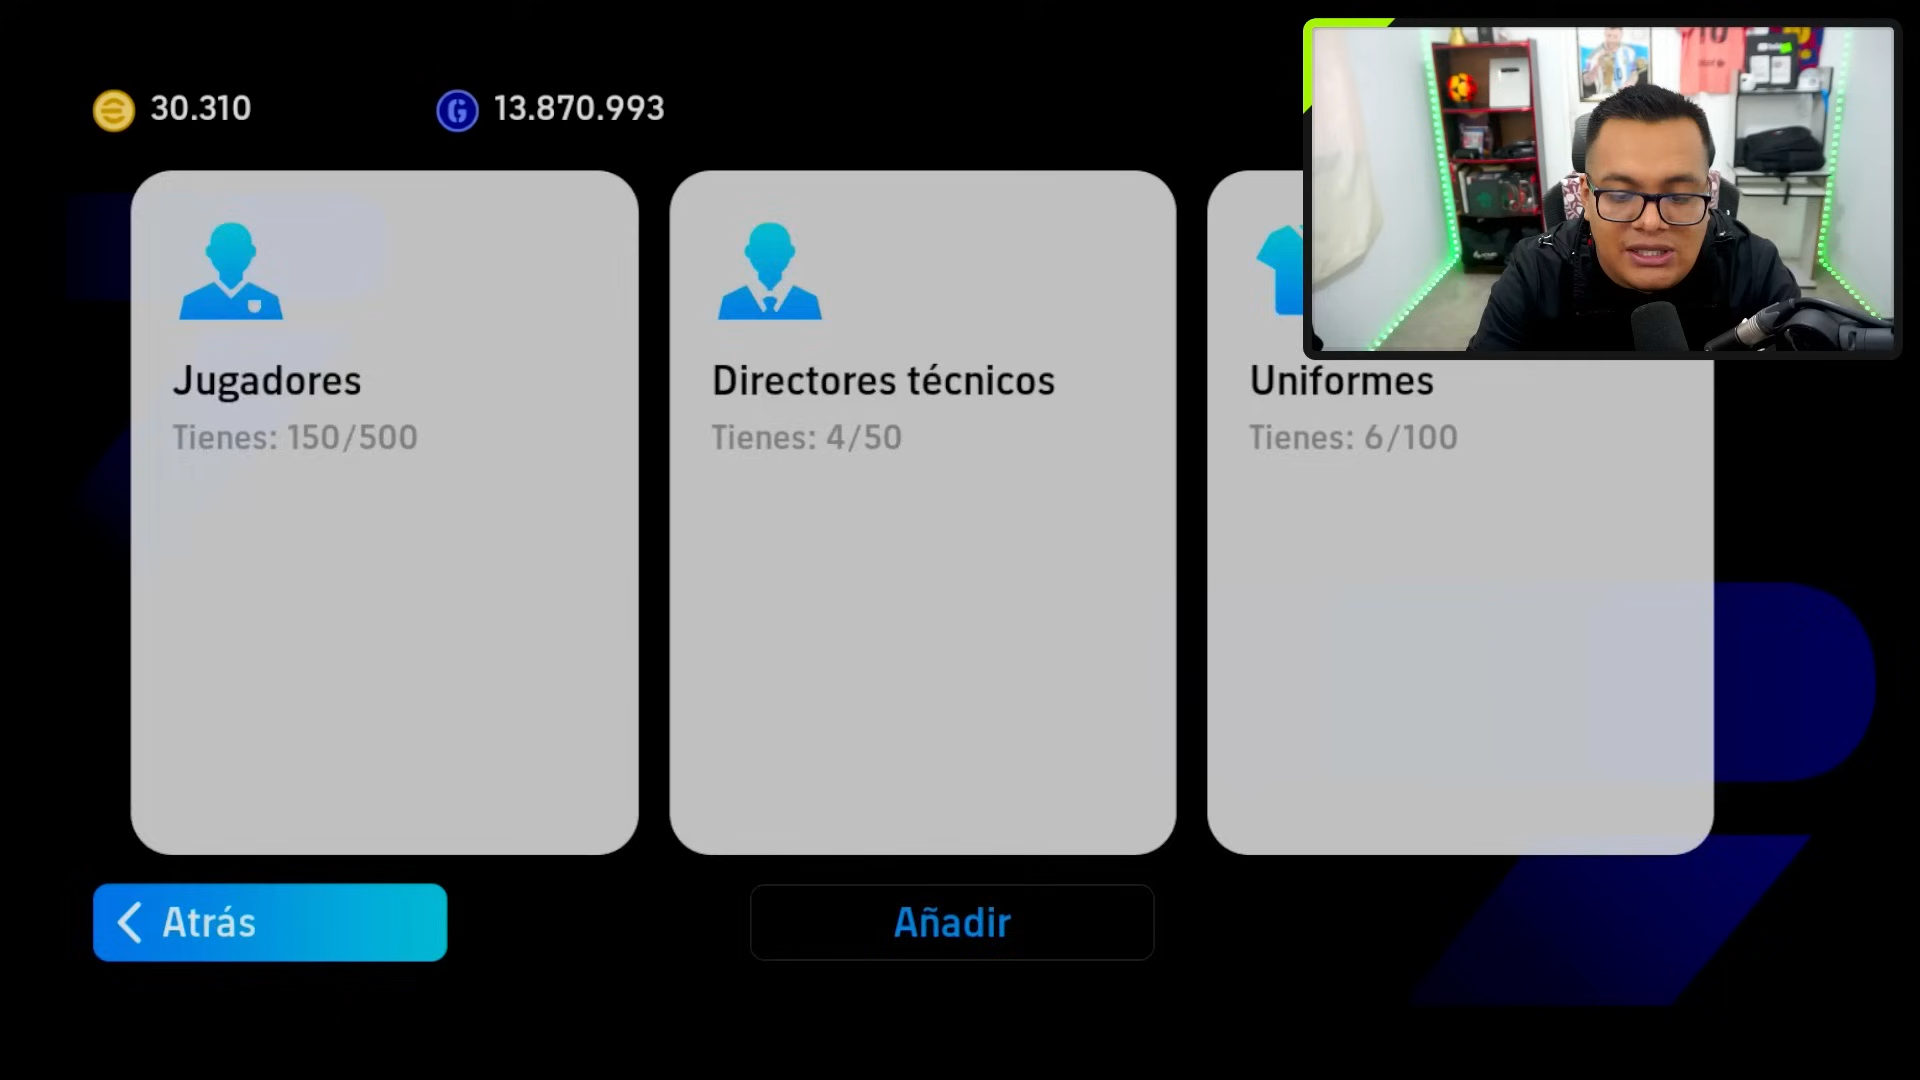 30.310
13.870.993
Jugadores
Tienes: 150/500
Directores técnicos
Tienes: 4/50
Uniformes
Tienes: 6/100
Atrás
Añadir
10